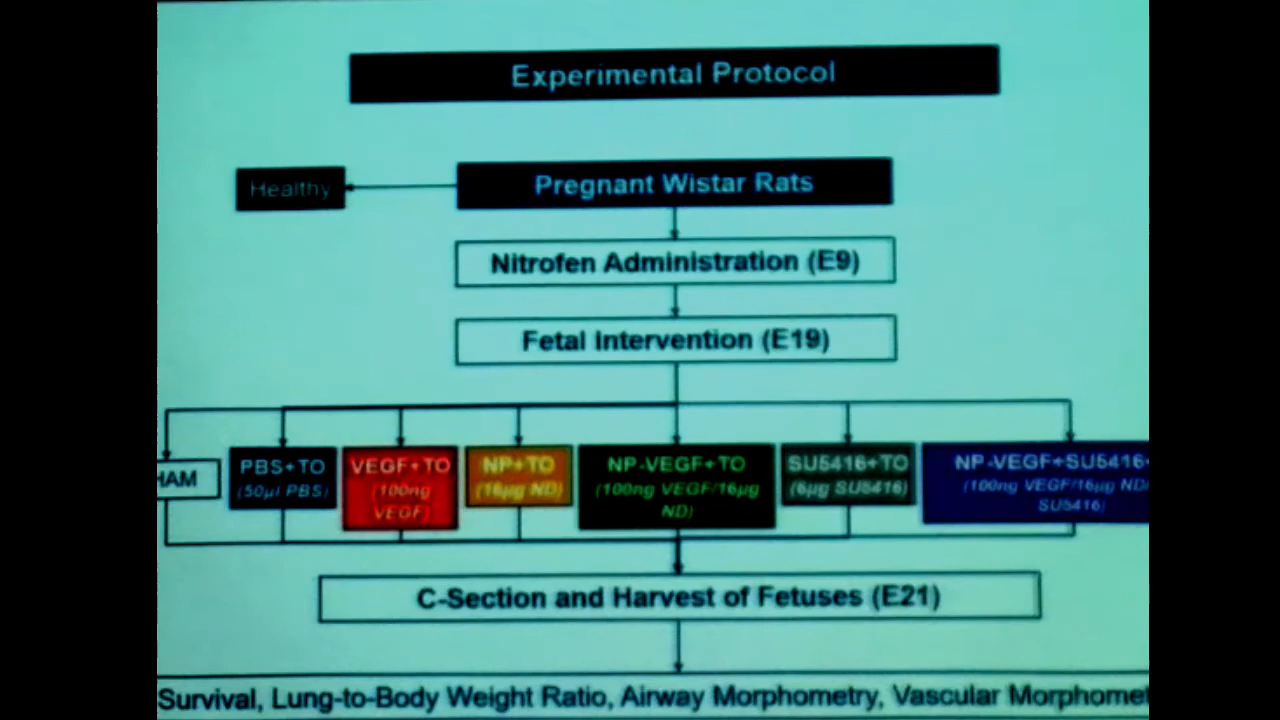 Experimental Protocol
Healthy
Pregnant Wistar Rats
Nitrofen Administration (E9)
Fetal Intervention (E19)
HAM
PBS+TO
(50µl PBS)
VEGF+TO
(100ng
VEGF)
NP+TO
(16µg ND)
NP-VEGF+TO
(100ng VEGF/16µg
ND)
SU5416+TO
(6µg SU5416)
NP-VEGF+SU5416+
(100ng VEGF/16µg ND/
SU5416)
C-Section and Harvest of Fetuses (E21)
Survival, Lung-to-Body Weight Ratio, Airway Morphometry, Vascular Morphomet